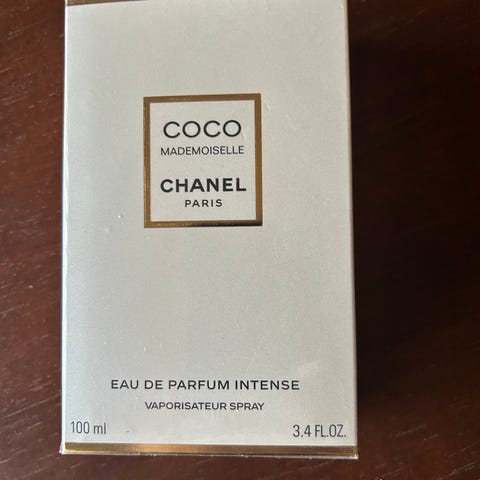 COCO
MADEMOISELLE
CHANEL
PARIS
EAU DE PARFUM INTENSE
VAPORISATEUR SPRAY
100 ml 3.4 FL.OZ.